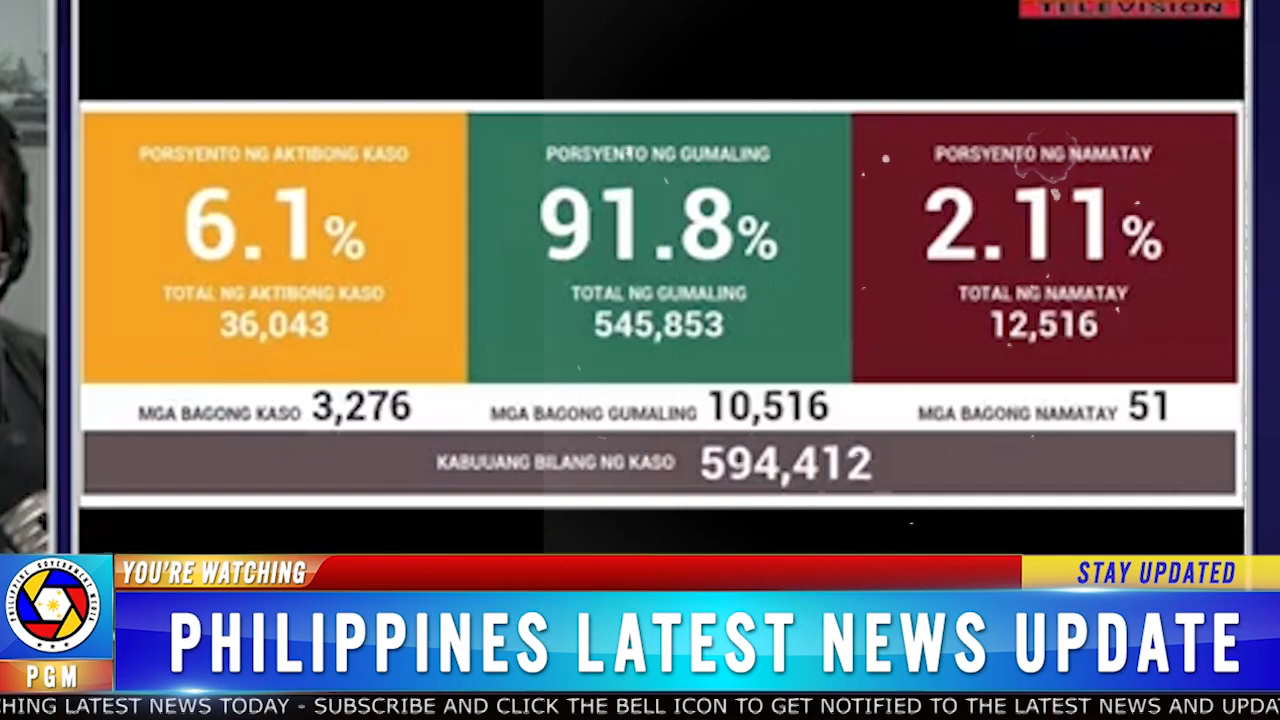 TELEVISION
PORSYENTO NG AKTIBONG KASO
6.1%
TOTAL NG AKTIBONG KASO
36,043
PORSYENTO NG GUMALING
91.8%
TOTAL NG GUMALING
545,853
PORSYENTO NG NAMATAY
2.11%
TOTAL NG NAMATAY
12,516
MGA BAGONG KASO 3,276
MGA BAGONG GUMALING 10,516
MGA BAGONG NAMATAY 51
KABUUANG BILANG NG KASO 594,412
YOU'RE WATCHING
STAY UPDATED
PHILIPPINE GOVERNMENT MEDIA
PGM
PHILIPPINES LATEST NEWS UPDATE
HING LATEST NEWS TODAY - SUBSCRIBE AND CLICK THE BELL ICON TO GET NOTIFIED TO THE LATEST NEWS AND UPDA